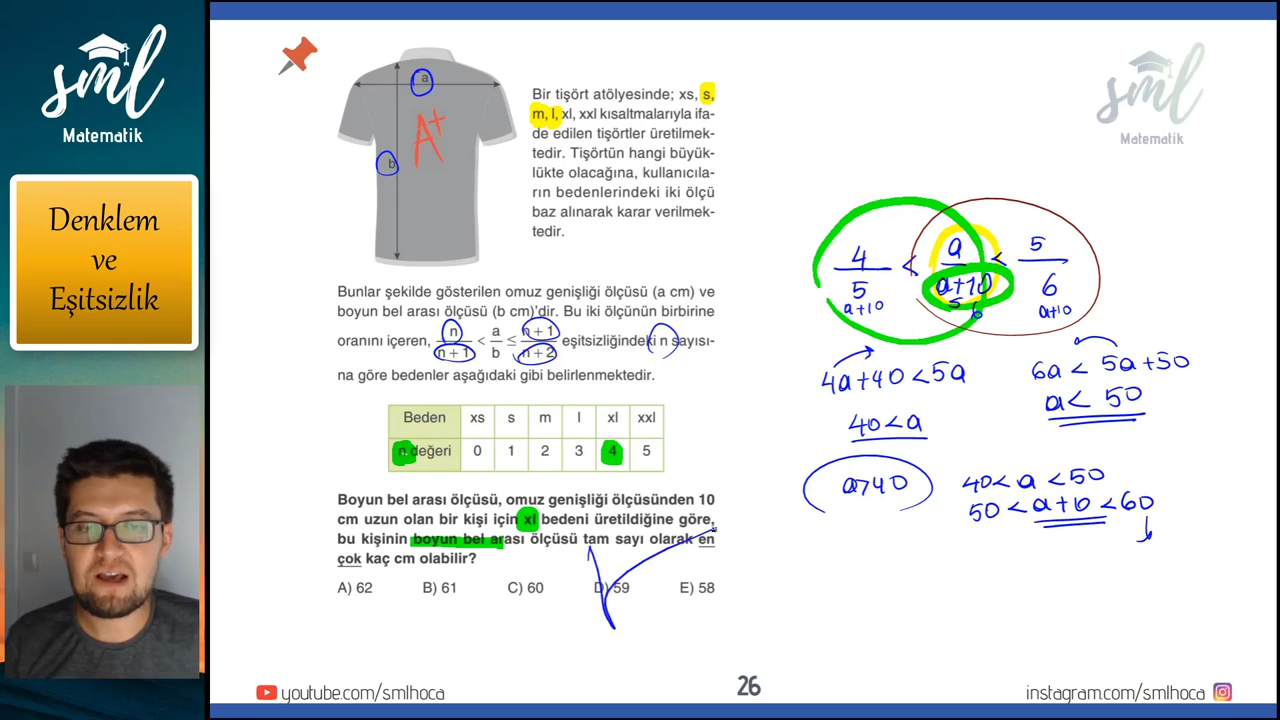 sml
Matematik
Denklem
ve
Eşitsizlik
a
b
A+
Bir tişört atölyesinde; xs, s,
m, l, xl, xxl kısaltmalarıyla ifa-
de edilen tişörtler üretilmek-
tedir. Tişörtün hangi büyük-
lükte olacağına, kullanıcıla-
rın bedenlerindeki iki ölçü
baz alınarak karar verilmek-
tedir.
Bunlar şekilde gösterilen omuz genişliği ölçüsü (a cm) ve
boyun bel arası ölçüsü (b cm)'dir. Bu iki ölçünün birbirine
oranını içeren, n/n + 1 < a/b ≤ n + 1/n + 2 eşitsizliğindeki n sayısı-
na göre bedenler aşağıdaki gibi belirlenmektedir.
Beden xs s m l xl xxl
n değeri 0 1 2 3 4 5
Boyun bel arası ölçüsü, omuz genişliği ölçüsünden 10
cm uzun olan bir kişi için xl bedeni üretildiğine göre,
bu kişinin boyun bel arası ölçüsü tam sayı olarak en
çok kaç cm olabilir?
A) 62 B) 61 C) 60 D) 59 E) 58
sml
Matematik
4/5 < a/a+10 < 5/6
a+10 5 6 a+10
4a+40 < 5a
40 < a
a>40
6a < 5a+50
a < 50
40 < a < 50
50 < a+10 < 60
youtube.com/smlhoca
26
instagram.com/smlhoca